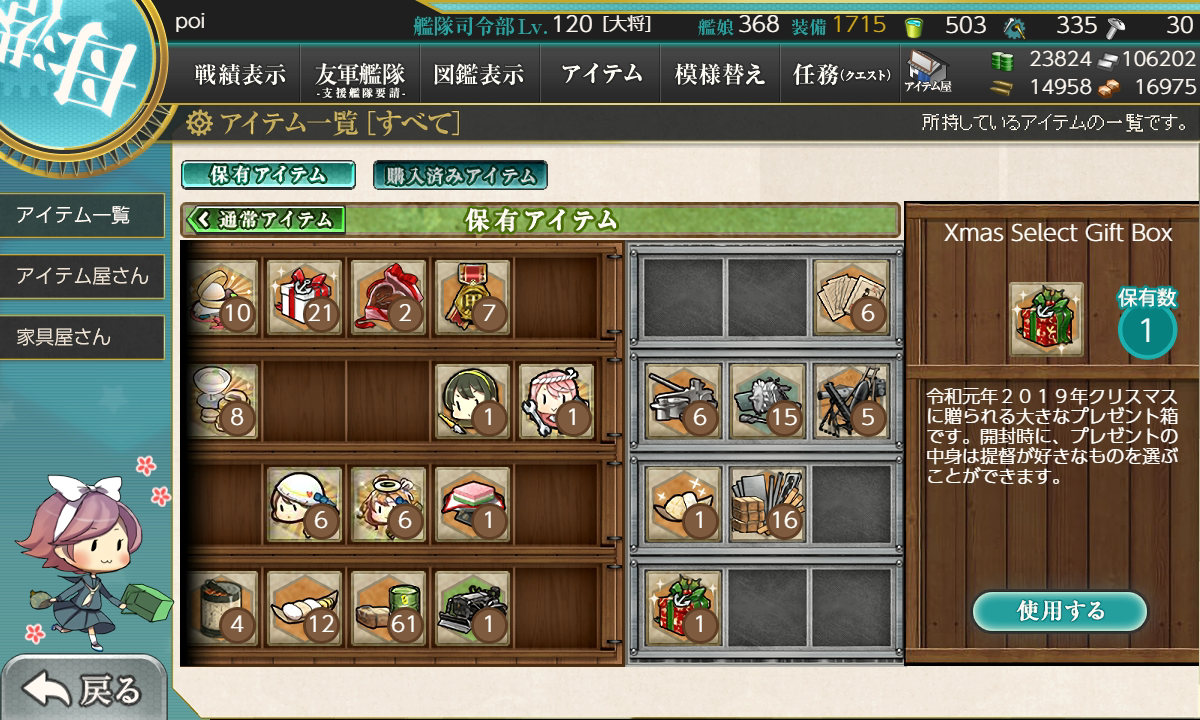 母港
poi
艦隊司令部Lv.120 [大将]
艦娘368 装備1715 503 335 30
戦績表示
友軍艦隊
-支援艦隊要請-
図鑑表示
アイテム
模様替え
任務(クエスト)
アイテム屋
23824 106202
14958 16975
アイテム一覧 [すべて]
所持しているアイテムの一覧です。
保有アイテム
購入済みアイテム
アイテム一覧
アイテム屋さん
家具屋さん
通常アイテム
保有アイテム
10 21 2 7 6
8 1 1 6 15 5
6 6 1 1 16
4 12 61 1 1
Xmas Select Gift Box
保有数
1
令和元年２０１９年クリスマス
に贈られる大きなプレゼント箱
です。開封時に、プレゼントの
中身は提督が好きなものを選ぶ
ことができます。
使用する
戻る